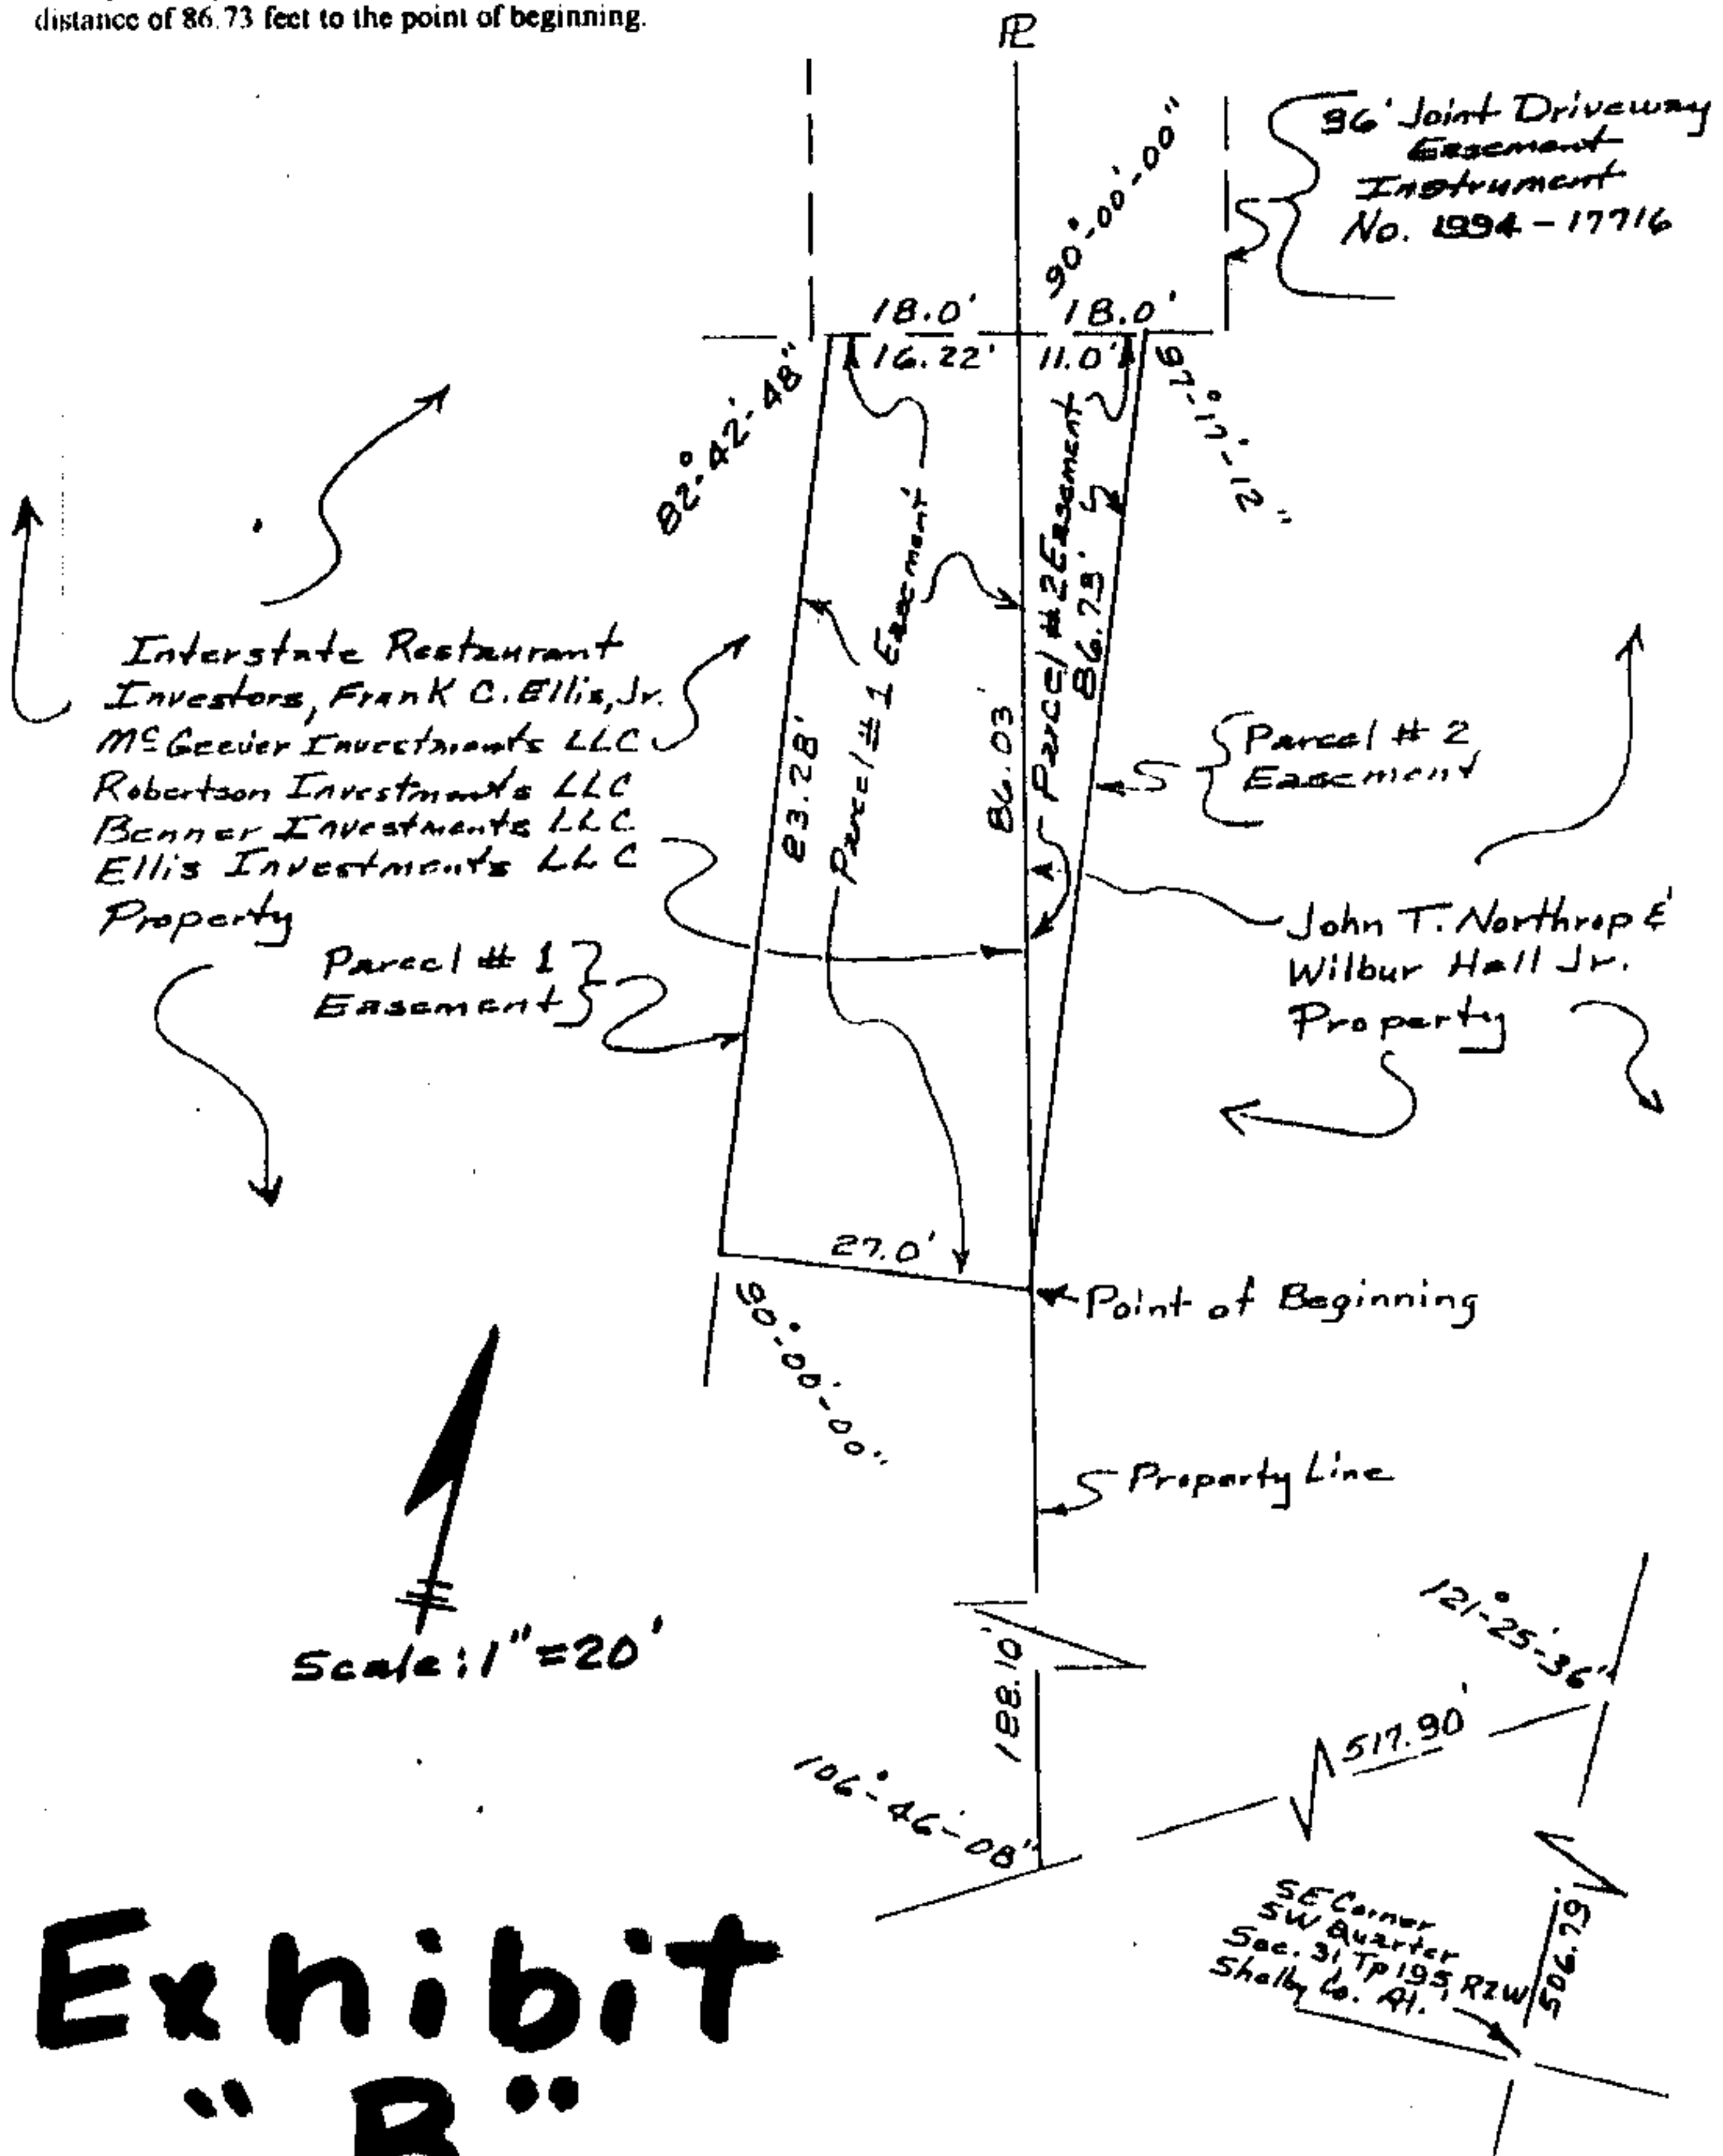 distance of 86.73 feet to the point of beginning.
PL
36' Joint Driveway
Easement
Instrument
No. 1994-17716
90°-00'-00"
18.0'
18.0'
16.22'
11.0'
82°-42'-48"
97°-17'-12"
Interstate Restaurant
Investors, Frank C. Ellis, Jr.
McGeever Investments LLC
Robertson Investments LLC
Benner Investments LLC
Ellis Investments LLC
Property
83.28'
Parcel #1 Easement
86.03'
Parcel #2 Easement
86.73'
Parcel #2
Easement
John T. Northrop &
Wilbur Hall Jr.
Property
Parcel #1
Easement
27.0'
90°-00'-00"
Point of Beginning
Property Line
Scale: 1"=20'
188.10'
106°-46'-08"
121°-25'-36"
517.90'
506.79'
SE Corner
SW Quarter
Sec. 31, Tp 19S, R2W
Shelby Co. Al.
Exhibit
"B"